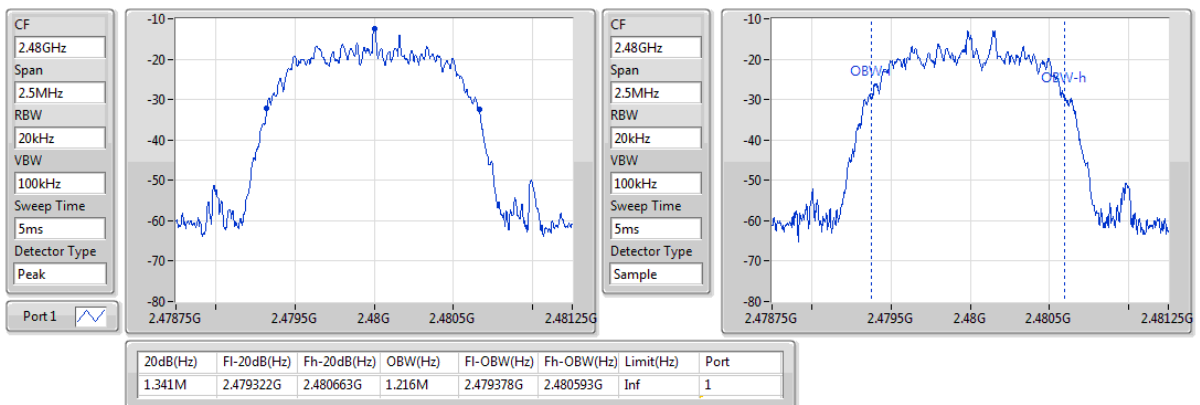 CF
2.48GHz
Span
2.5MHz
RBW
20kHz
VBW
100kHz
Sweep Time
5ms
Detector Type
Peak
Port 1
-10
-20
-30
-40
-50
-60
-70
-80
2.47875G 2.4795G 2.48G 2.4805G 2.48125G
CF
2.48GHz
Span
2.5MHz
RBW
20kHz
VBW
100kHz
Sweep Time
5ms
Detector Type
Sample
-10
-20
-30
-40
-50
-60
-70
-80
OBW-h
2.47875G 2.4795G 2.48G 2.4805G 2.48125G
20dB(Hz) Fl-20dB(Hz) Fh-20dB(Hz) OBW(Hz) Fl-OBW(Hz) Fh-OBW(Hz) Limit(Hz) Port
1.341M 2.479322G 2.480663G 1.216M 2.479378G 2.480593G Inf 1